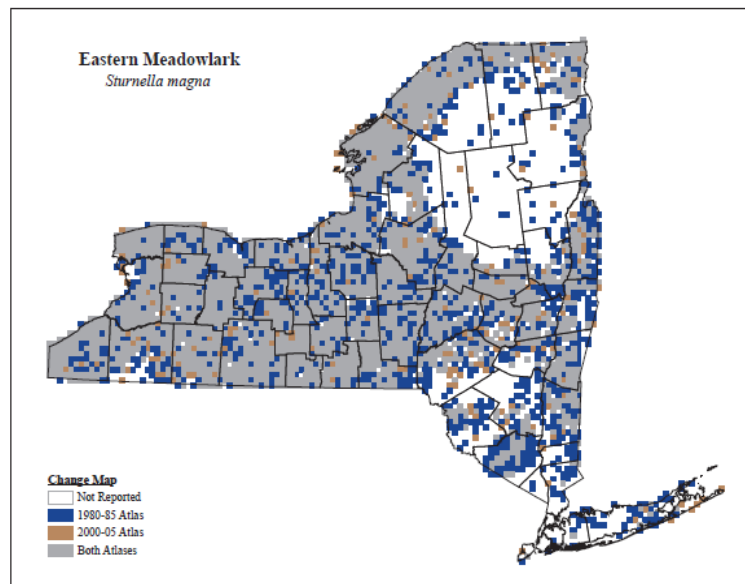 Eastern Meadowlark
Sturnella magna
Change Map
Not Reported
1980-85 Atlas
2000-05 Atlas
Both Atlases